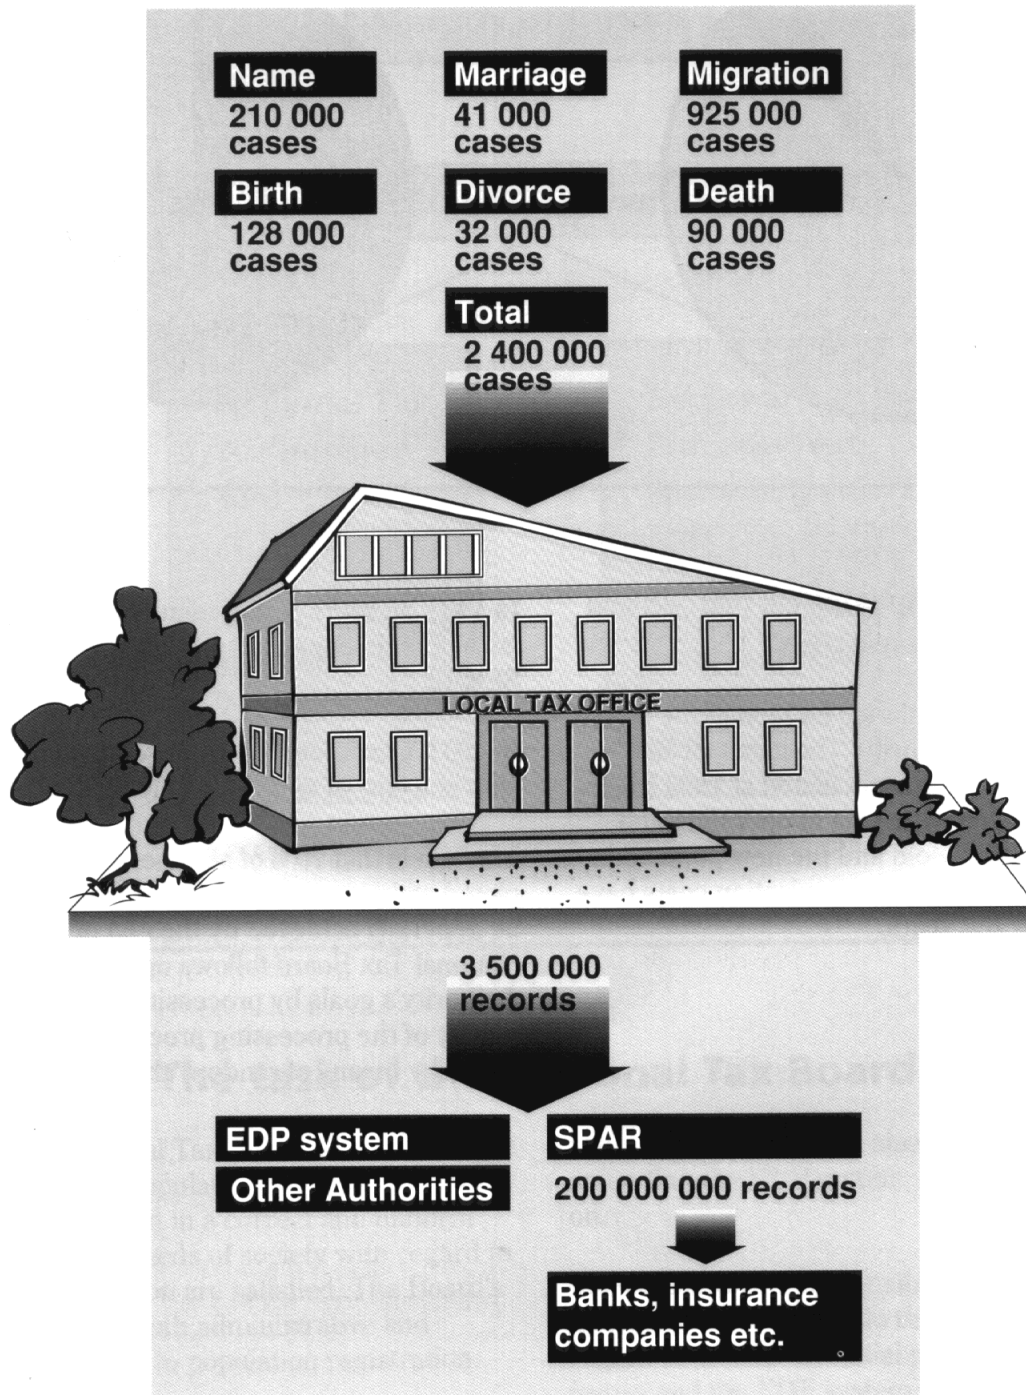 Name
210 000
cases
Marriage
41 000
cases
Migration
925 000
cases
Birth
128 000
cases
Divorce
32 000
cases
Death
90 000
cases
Total
2 400 000
cases
LOCAL TAX OFFICE
3 500 000
records
EDP system
Other Authorities
SPAR
200 000 000 records
Banks, insurance
companies etc.